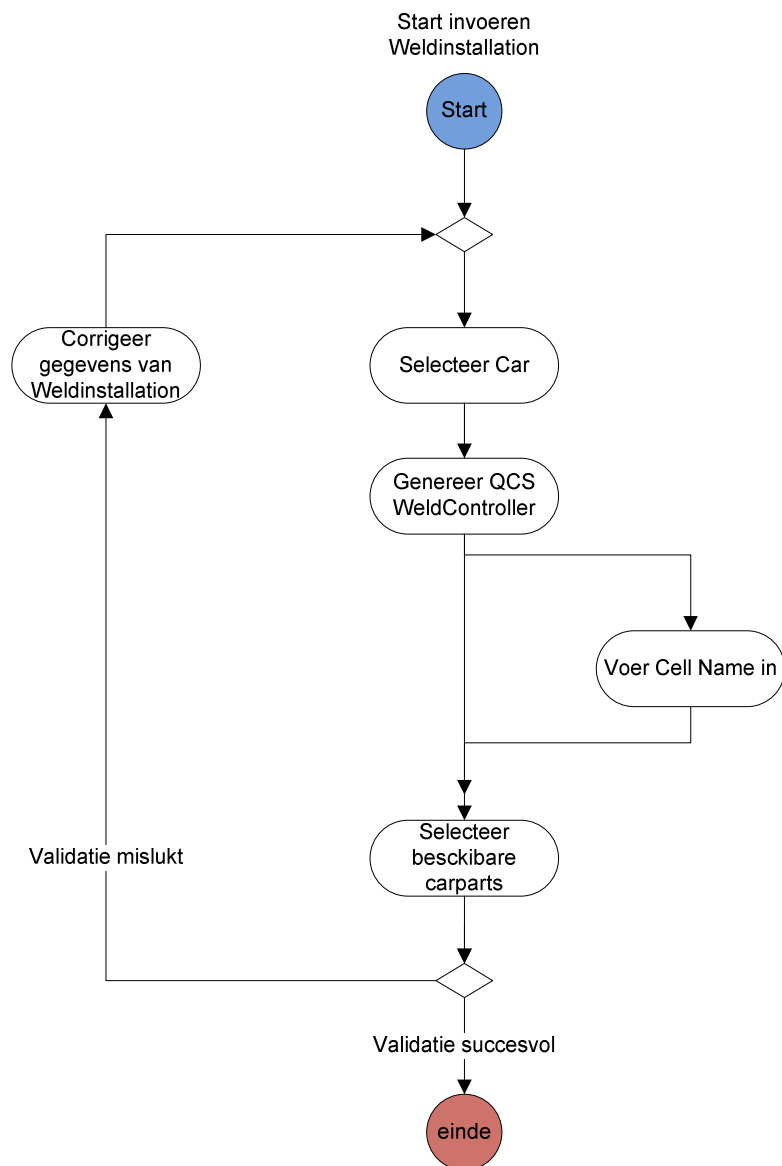 Start invoeren
Weldinstallation
Start
Corrigeer
gegevens van
Weldinstallation
Selecteer Car
Genereer QCS
WeldController
Voer Cell Name in
Selecteer
besckibare
carparts
Validatie mislukt
Validatie succesvol
einde